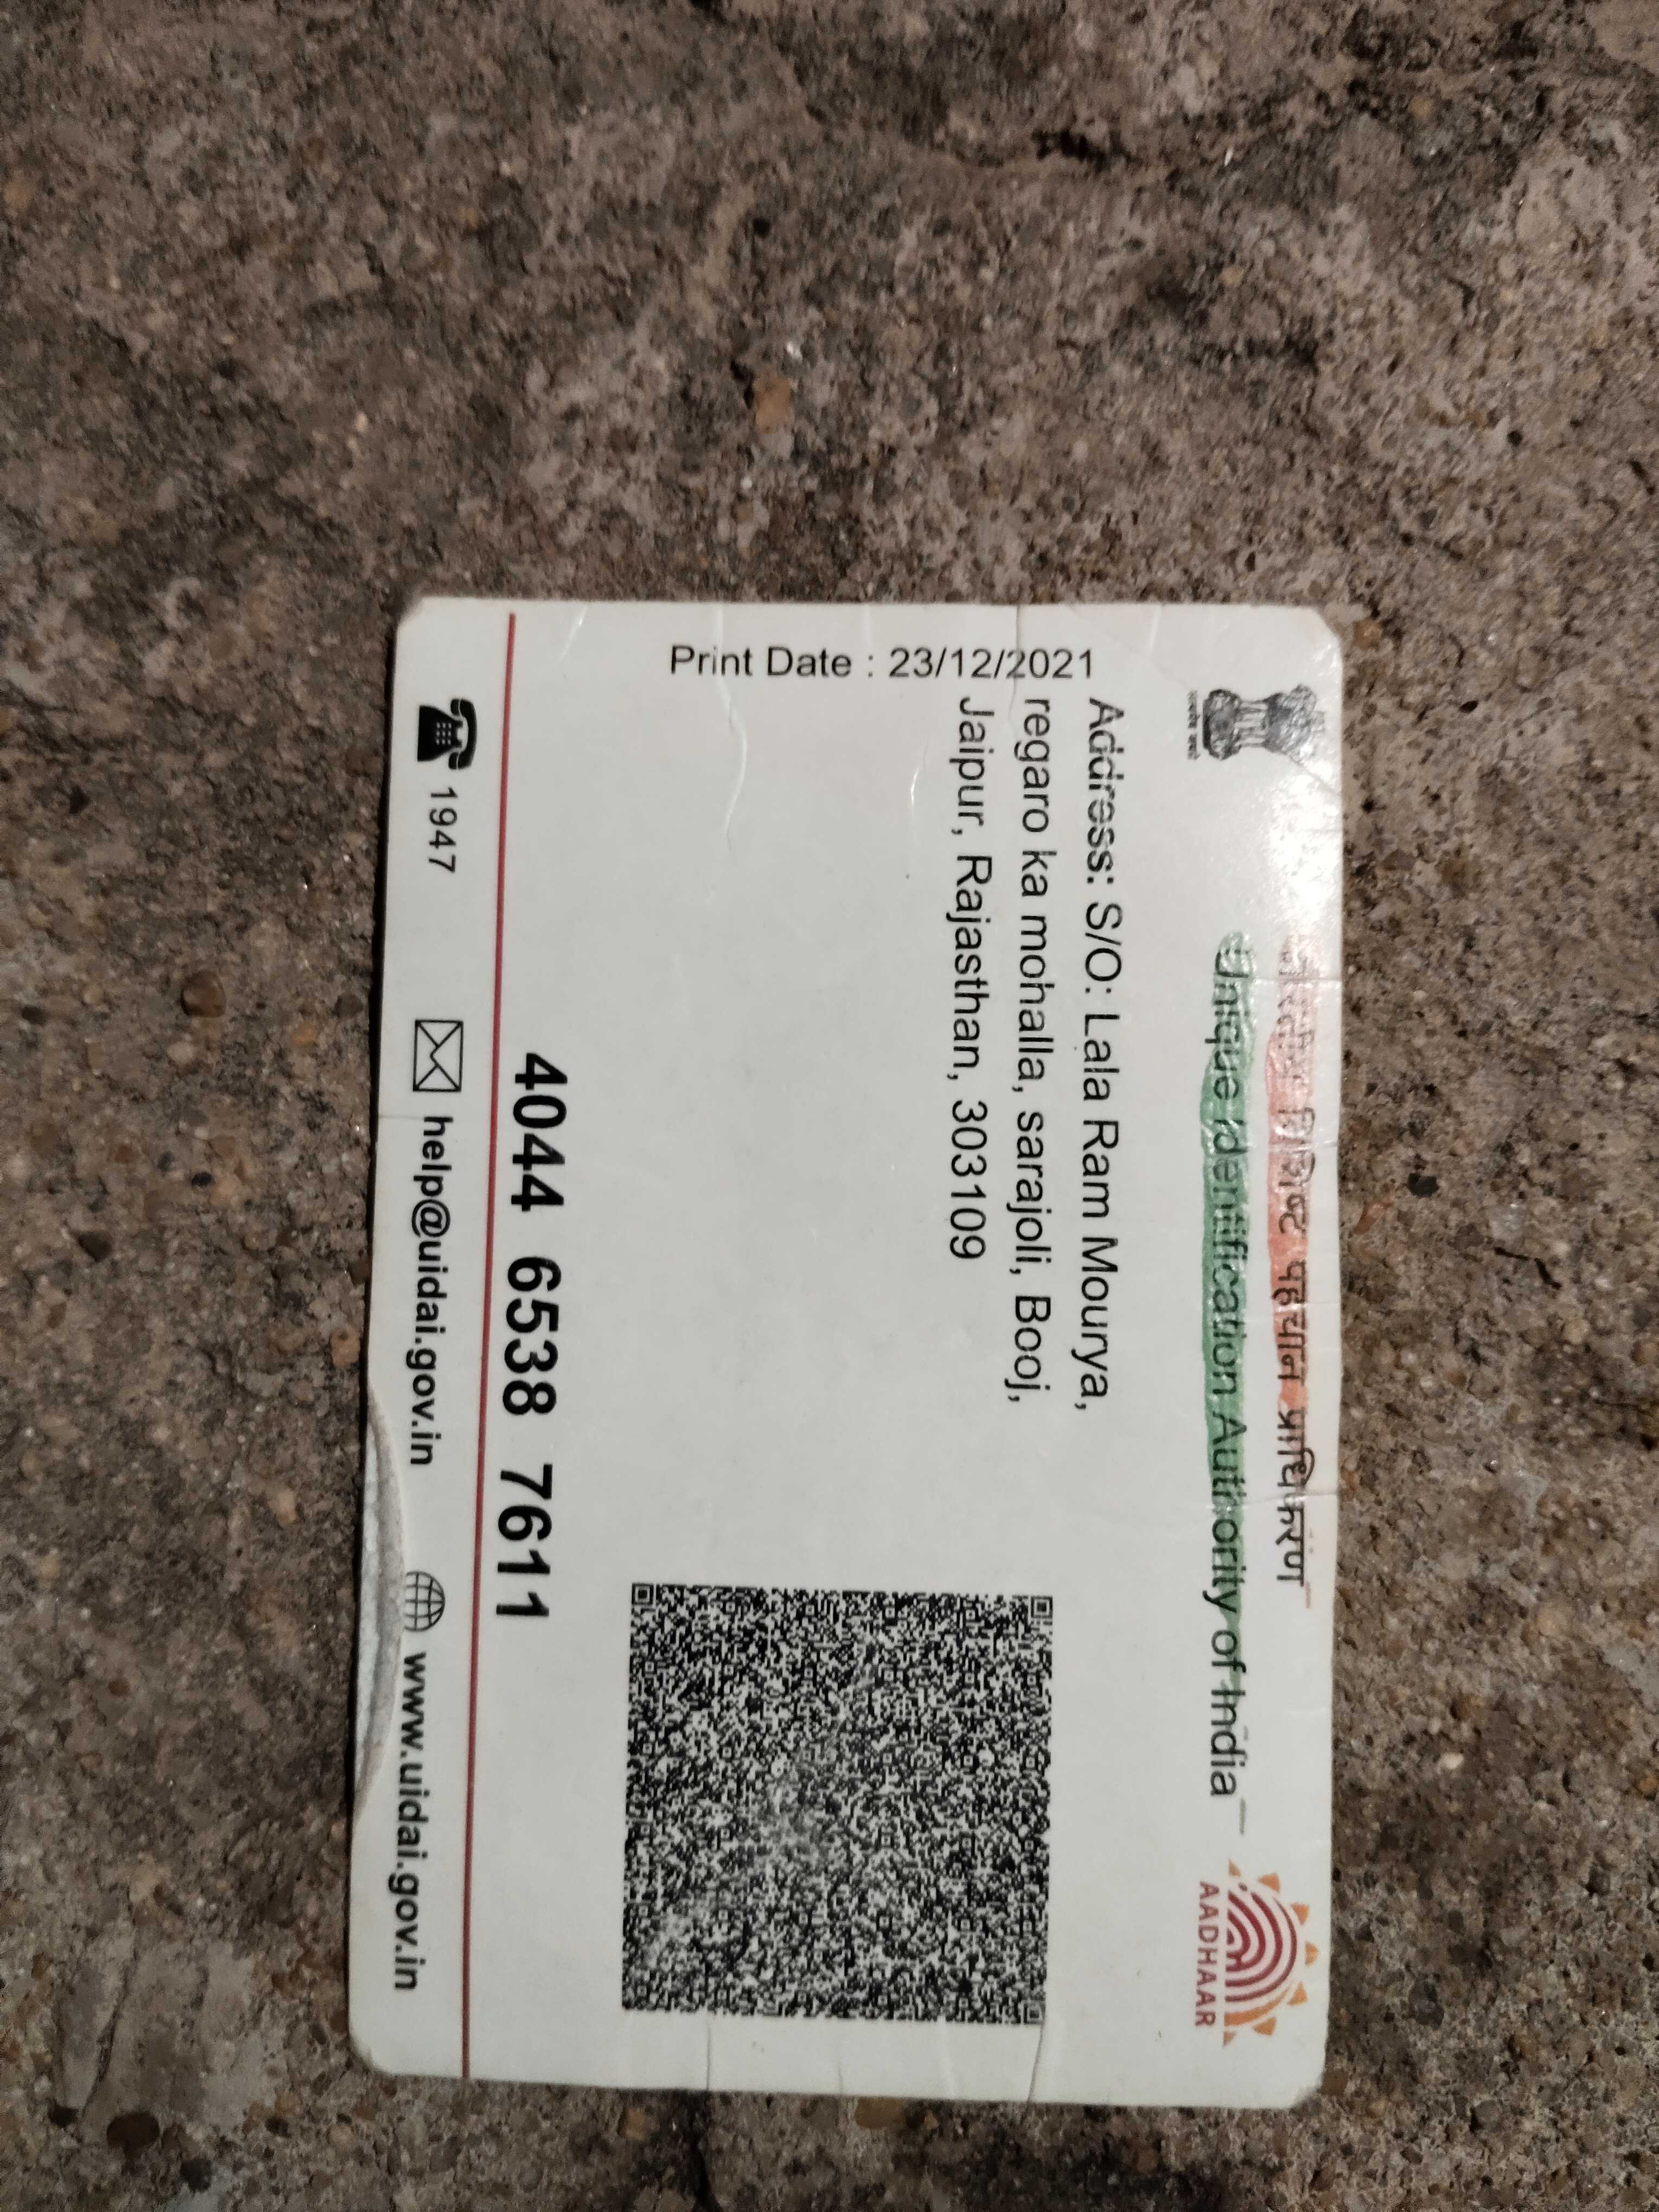 भारतीय विशिष्ट पहचान प्राधिकरण
Unique Identification Authority of India
AADHAAR
Print Date : 23/12/2021
Address: S/O: Lala Ram Mourya,
regaro ka mohalla, sarajoli, Booj,
Jaipur, Rajasthan, 303109
4044 6538 7611
1947 help@uidai.gov.in www.uidai.gov.in